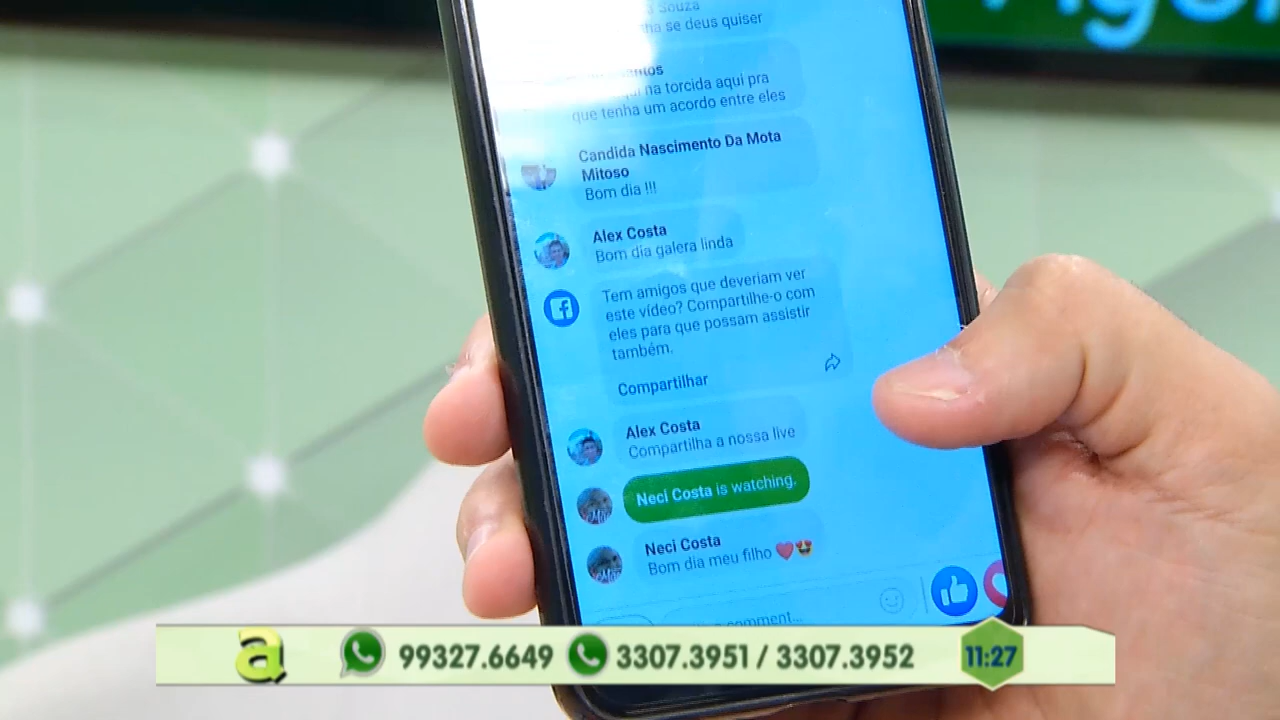 Souza
se deus quiser
na torcida aqui pra
que tenha um acordo entre eles
Candida Nascimento Da Mota
Mitoso
Bom dia !!!
Alex Costa
Bom dia galera linda
Tem amigos que deveriam ver
este vídeo? Compartilhe-o com
eles para que possam assistir
também.
Compartilhar
Alex Costa
Compartilha a nossa live
Neci Costa is watching.
Neci Costa
Bom dia meu filho ❤️😍
comment...
a 99327.6649 3307.3951 / 3307.3952 11:27